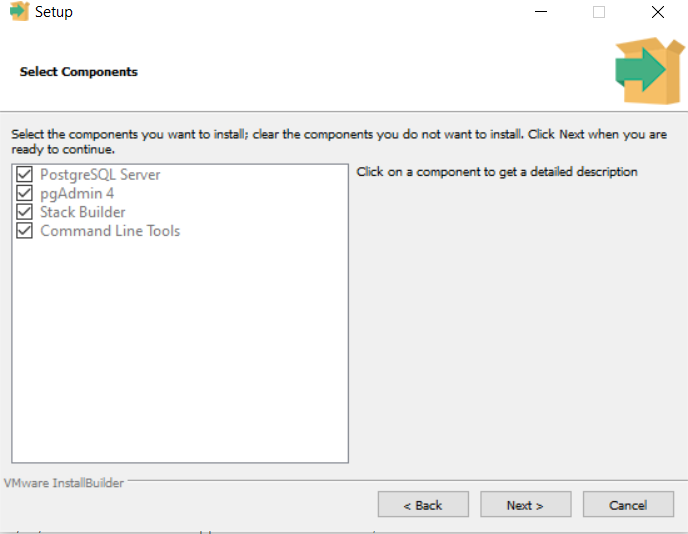 Setup
Select Components
Select the components you want to install; clear the components you do not want to install. Click Next when you are
ready to continue.
PostgreSQL Server
pgAdmin 4
Stack Builder
Command Line Tools
Click on a component to get a detailed description
VMware InstallBuilder
< Back
Next >
Cancel